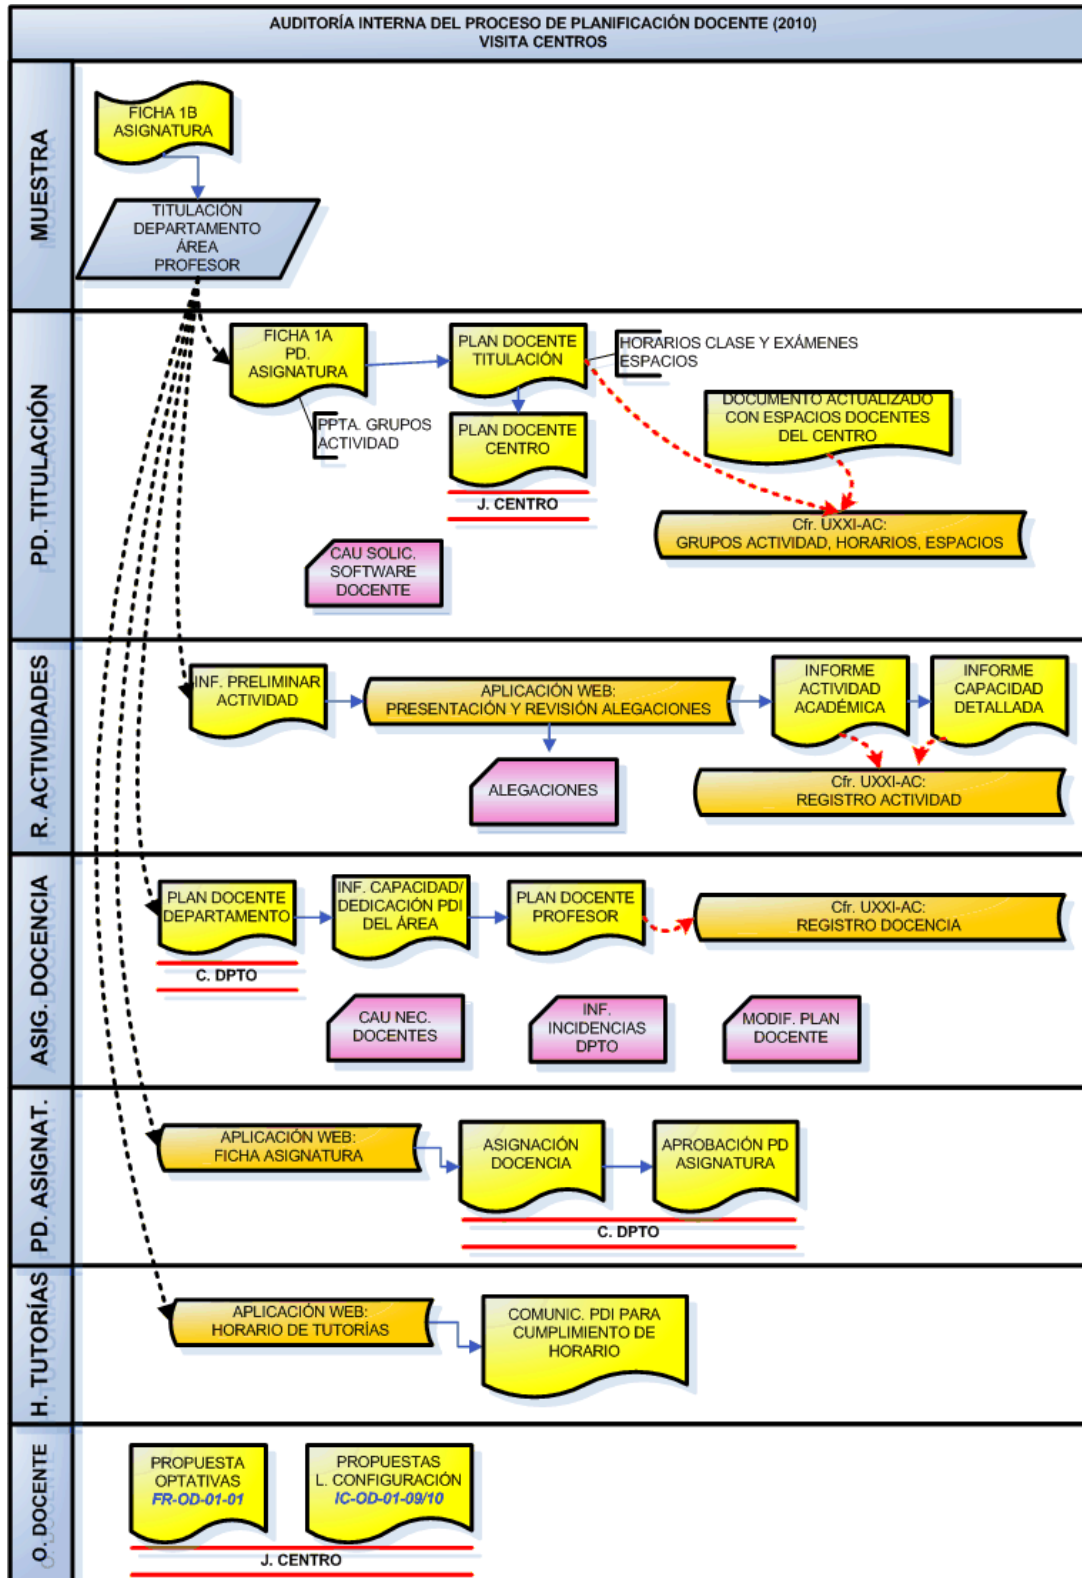 AUDITORÍA INTERNA DEL PROCESO DE PLANIFICACIÓN DOCENTE (2010)
VISITA CENTROS
MUESTRA
FICHA 1B
ASIGNATURA
TITULACIÓN
DEPARTAMENTO
ÁREA
PROFESOR
PD. TITULACIÓN
FICHA 1A
PD.
ASIGNATURA
PPTA. GRUPOS
ACTIVIDAD
PLAN DOCENTE
TITULACIÓN
HORARIOS CLASE Y EXÁMENES
ESPACIOS
PLAN DOCENTE
CENTRO
J. CENTRO
DOCUMENTO ACTUALIZADO
CON ESPACIOS DOCENTES
DEL CENTRO
Cfr. UXXI-AC:
GRUPOS ACTIVIDAD, HORARIOS, ESPACIOS
CAU SOLIC.
SOFTWARE
DOCENTE
R. ACTIVIDADES
INF. PRELIMINAR
ACTIVIDAD
APLICACIÓN WEB:
PRESENTACIÓN Y REVISIÓN ALEGACIONES
INFORME
ACTIVIDAD
ACADÉMICA
INFORME
CAPACIDAD
DETALLADA
ALEGACIONES
Cfr. UXXI-AC:
REGISTRO ACTIVIDAD
ASIG. DOCENCIA
PLAN DOCENTE
DEPARTAMENTO
C. DPTO
INF. CAPACIDAD/
DEDICACIÓN PDI
DEL ÁREA
PLAN DOCENTE
PROFESOR
Cfr. UXXI-AC:
REGISTRO DOCENCIA
CAU NEC.
DOCENTES
INF.
INCIDENCIAS
DPTO
MODIF. PLAN
DOCENTE
PD. ASIGNAT.
APLICACIÓN WEB:
FICHA ASIGNATURA
ASIGNACIÓN
DOCENCIA
APROBACIÓN PD
ASIGNATURA
C. DPTO
H. TUTORÍAS
APLICACIÓN WEB:
HORARIO DE TUTORÍAS
COMUNIC. PDI PARA
CUMPLIMIENTO DE
HORARIO
O. DOCENTE
PROPUESTA
OPTATIVAS
FR-OD-01-01
PROPUESTAS
L. CONFIGURACIÓN
IC-OD-01-09/10
J. CENTRO